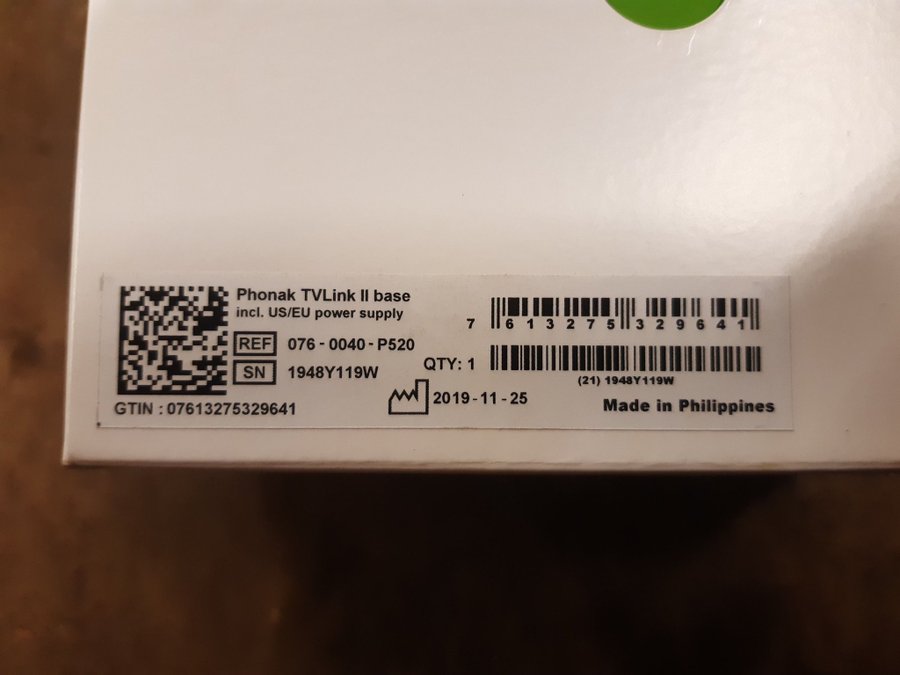 Phonak TVLink II base
incl. US/EU power supply
REF 076 - 0040 - P520
SN 1948Y119W
GTIN : 07613275329641
QTY: 1
2019 - 11 - 25
7 613275 329641
(21) 1948Y119W
Made in Philippines